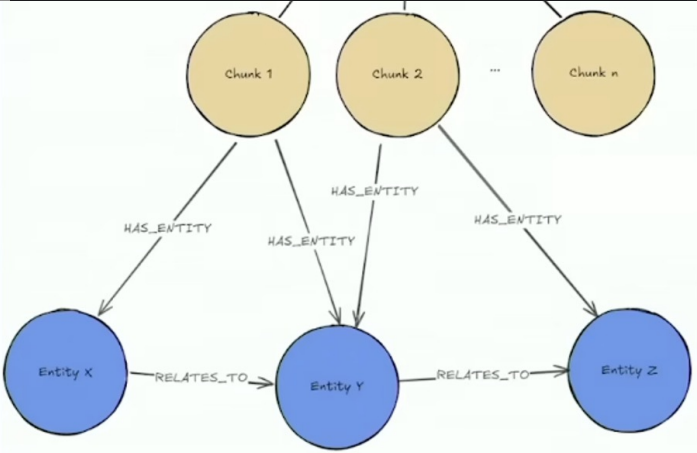 Chunk 1
Chunk 2
...
Chunk n
HAS_ENTITY
HAS_ENTITY
HAS_ENTITY
HAS_ENTITY
Entity X
RELATES_TO
Entity Y
RELATES_TO
Entity Z